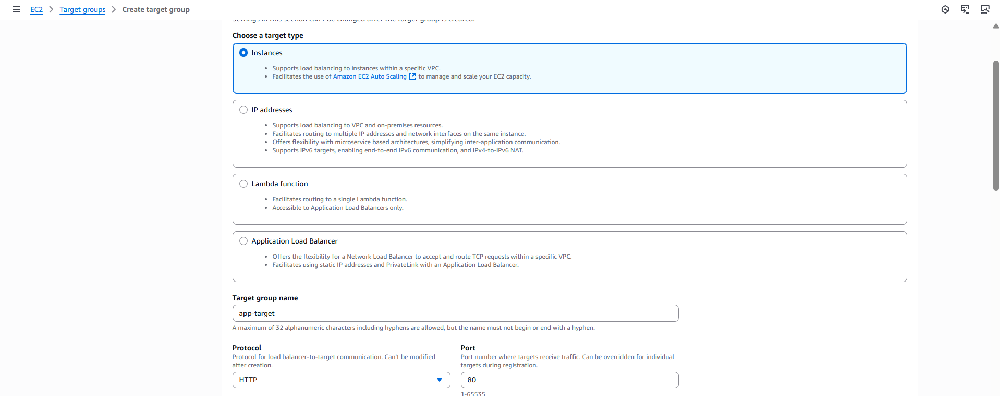 EC2 > Target groups > Create target group
Settings in this section can't be changed after the target group is created.
Choose a target type
Instances
• Supports load balancing to instances within a specific VPC.
• Facilitates the use of Amazon EC2 Auto Scaling to manage and scale your EC2 capacity.
IP addresses
• Supports load balancing to VPC and on-premises resources.
• Facilitates routing to multiple IP addresses and network interfaces on the same instance.
• Offers flexibility with microservice based architectures, simplifying inter-application communication.
• Supports IPv6 targets, enabling end-to-end IPv6 communication, and IPv4-to-IPv6 NAT.
Lambda function
• Facilitates routing to a single Lambda function.
• Accessible to Application Load Balancers only.
Application Load Balancer
• Offers the flexibility for a Network Load Balancer to accept and route TCP requests within a specific VPC.
• Facilitates using static IP addresses and PrivateLink with an Application Load Balancer.
Target group name
app-target
A maximum of 32 alphanumeric characters including hyphens are allowed, but the name must not begin or end with a hyphen.
Protocol
Protocol for load balancer-to-target communication. Can't be modified
after creation.
HTTP
Port
Port number where targets receive traffic. Can be overridden for individual
targets during registration.
80
1-65535